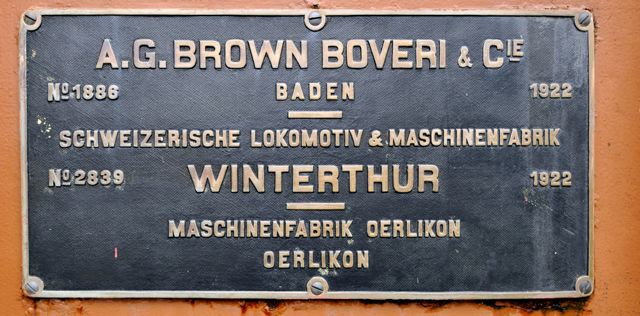 A.G. BROWN BOVERI & CIE
No 1886 BADEN 1922
SCHWEIZERISCHE LOKOMOTIV & MASCHINENFABRIK
No 2839 WINTERTHUR 1922
MASCHINENFABRIK OERLIKON
OERLIKON